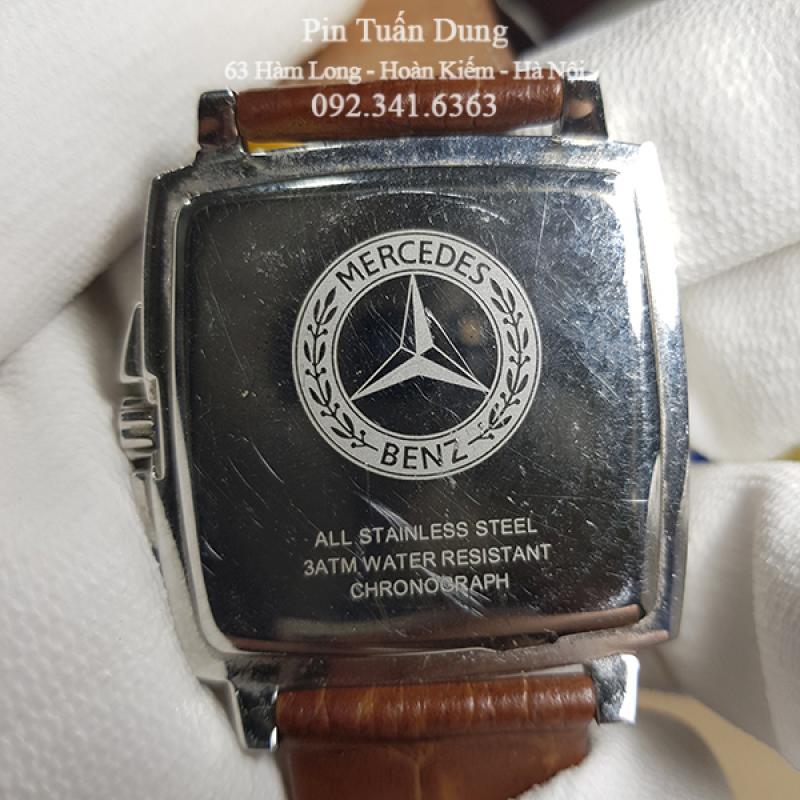 Pin Tuấn Dung
63 Hàm Long - Hoàn Kiếm - Hà Nội
092.341.6363
MERCEDES
BENZ
ALL STAINLESS STEEL
3ATM WATER RESISTANT
CHRONOGRAPH